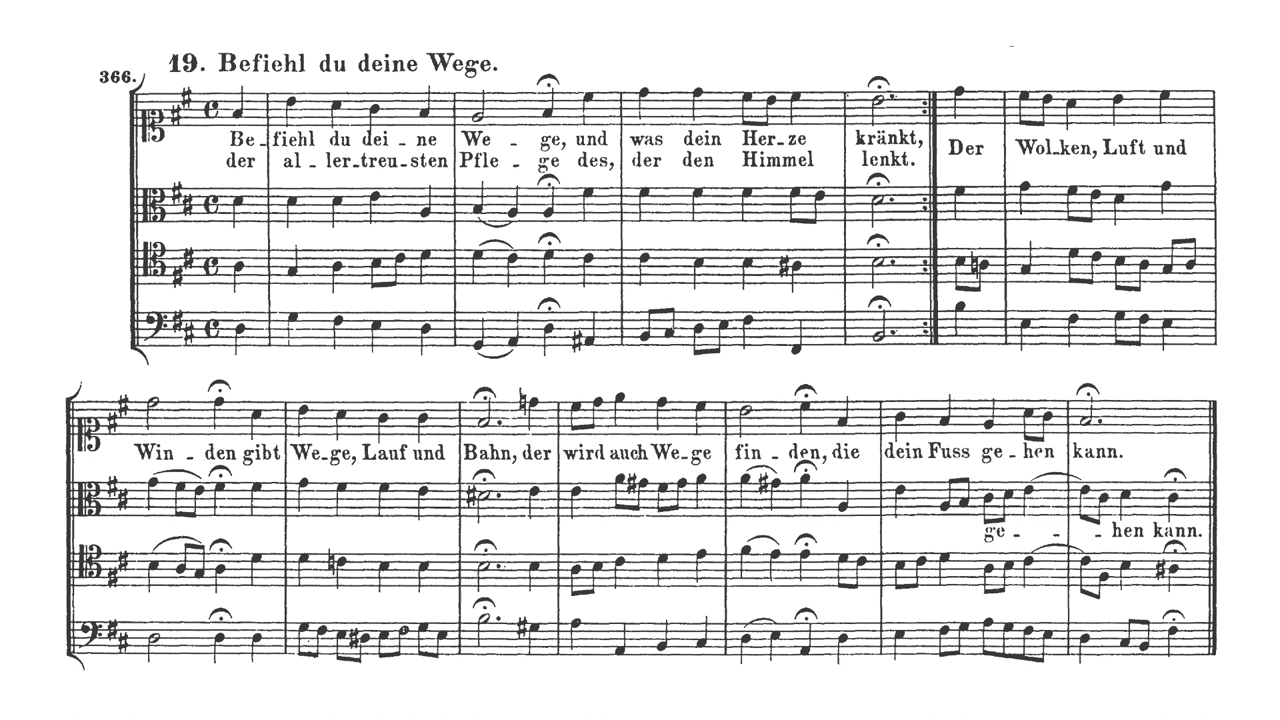 19. Befiehl du deine Wege.
366.
Be - fiehl du dei - ne We - ge, und was dein Her - ze kränkt, Der Wol - ken, Luft und
der al - ler - treu - sten Pfle - ge des, der den Himmel lenkt.
Win - den gibt We - ge, Lauf und Bahn, der wird auch We - ge fin - den, die dein Fuss ge - hen kann.
ge - - - hen kann.